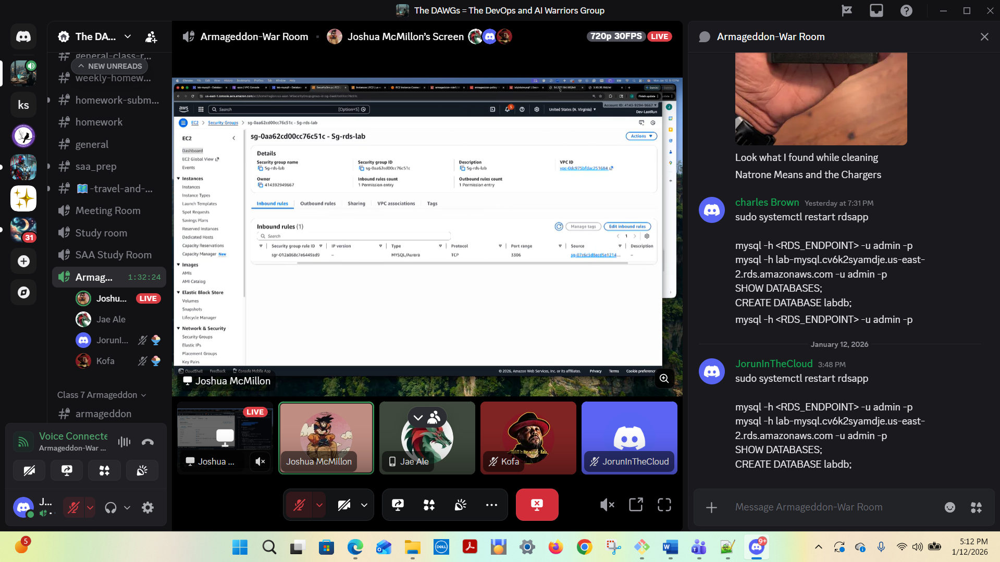 The DAWGs = The DevOps and AI Warriors Group
The DA...
general-class-r...
NEW UNREADS
weekly-homew...
homework-subm...
homework
general
saa_prep
-travel-and-...
Meeting Room
Study room
SAA Study Room
Armag... 1:32:24
Joshu... LIVE
Jae Ale
JorunI...
Kofa
Class 7 Armageddon
armageddon
ks
31
Voice Connecte
Armageddon-War ...
J...
Armageddon-War Room
Joshua McMillon's Screen
720p 30FPS LIVE
aws
Search [Option+S]
5
United States (N. Virginia)
Account ID: 4143-9294-9667
Dev-LastRun
Finish update
EC2 > Security Groups > sg-0aa62cd00cc76c51c - Sg-rds-lab
EC2
Dashboard
EC2 Global View
Events
Instances
Instances
Instance Types
Launch Templates
Spot Requests
Savings Plans
Reserved Instances
Dedicated Hosts
Capacity Reservations
Capacity Manager New
Images
AMIs
AMI Catalog
Elastic Block Store
Volumes
Snapshots
Lifecycle Manager
Network & Security
Security Groups
Elastic IPs
Placement Groups
Key Pairs
sg-0aa62cd00cc76c51c - Sg-rds-lab
Actions
Details
Security group name
Sg-rds-lab
Security group ID
sg-0aa62cd00cc76c51c
Description
Sg-rds-lab
VPC ID
vpc-0dc975bfdac251684
Owner
414392949667
Inbound rules count
1 Permission entry
Outbound rules count
1 Permission entry
Inbound rules
Outbound rules
Sharing
VPC associations
Tags
Inbound rules (1)
Manage tags
Edit inbound rules
Search
1
Security group rule ID
IP version
Type
Protocol
Port range
Source
Description
sgr-012a068c7e6449ad9
–
MYSQL/Aurora
TCP
3306
sg-07c6c5d8ecd5e1214...
–
CloudShell
Feedback
Console Mobile App
© 2026, Amazon Web Services, Inc. or its affiliates.
Privacy
Terms
Cookie preference
Joshua McMillon
LIVE
Joshua ...
Joshua McMillon
Jae Ale
Kofa
JorunInTheCloud
Armageddon-War Room
Look what I found while cleaning
Natrone Means and the Chargers
charles Brown Yesterday at 7:31 PM
sudo systemctl restart rdsapp
mysql -h <RDS_ENDPOINT> -u admin -p
mysql -h lab-mysql.cv6k2syamdje.us-east-
2.rds.amazonaws.com -u admin -p
SHOW DATABASES;
CREATE DATABASE labdb;
mysql -h <RDS_ENDPOINT> -u admin -p
January 12, 2026
JorunInTheCloud 3:48 PM
sudo systemctl restart rdsapp
mysql -h <RDS_ENDPOINT> -u admin -p
mysql -h lab-mysql.cv6k2syamdje.us-east-
2.rds.amazonaws.com -u admin -p
SHOW DATABASES;
CREATE DATABASE labdb;
Message Armageddon-War Room
5
DELL
9+
5:12 PM
1/12/2026